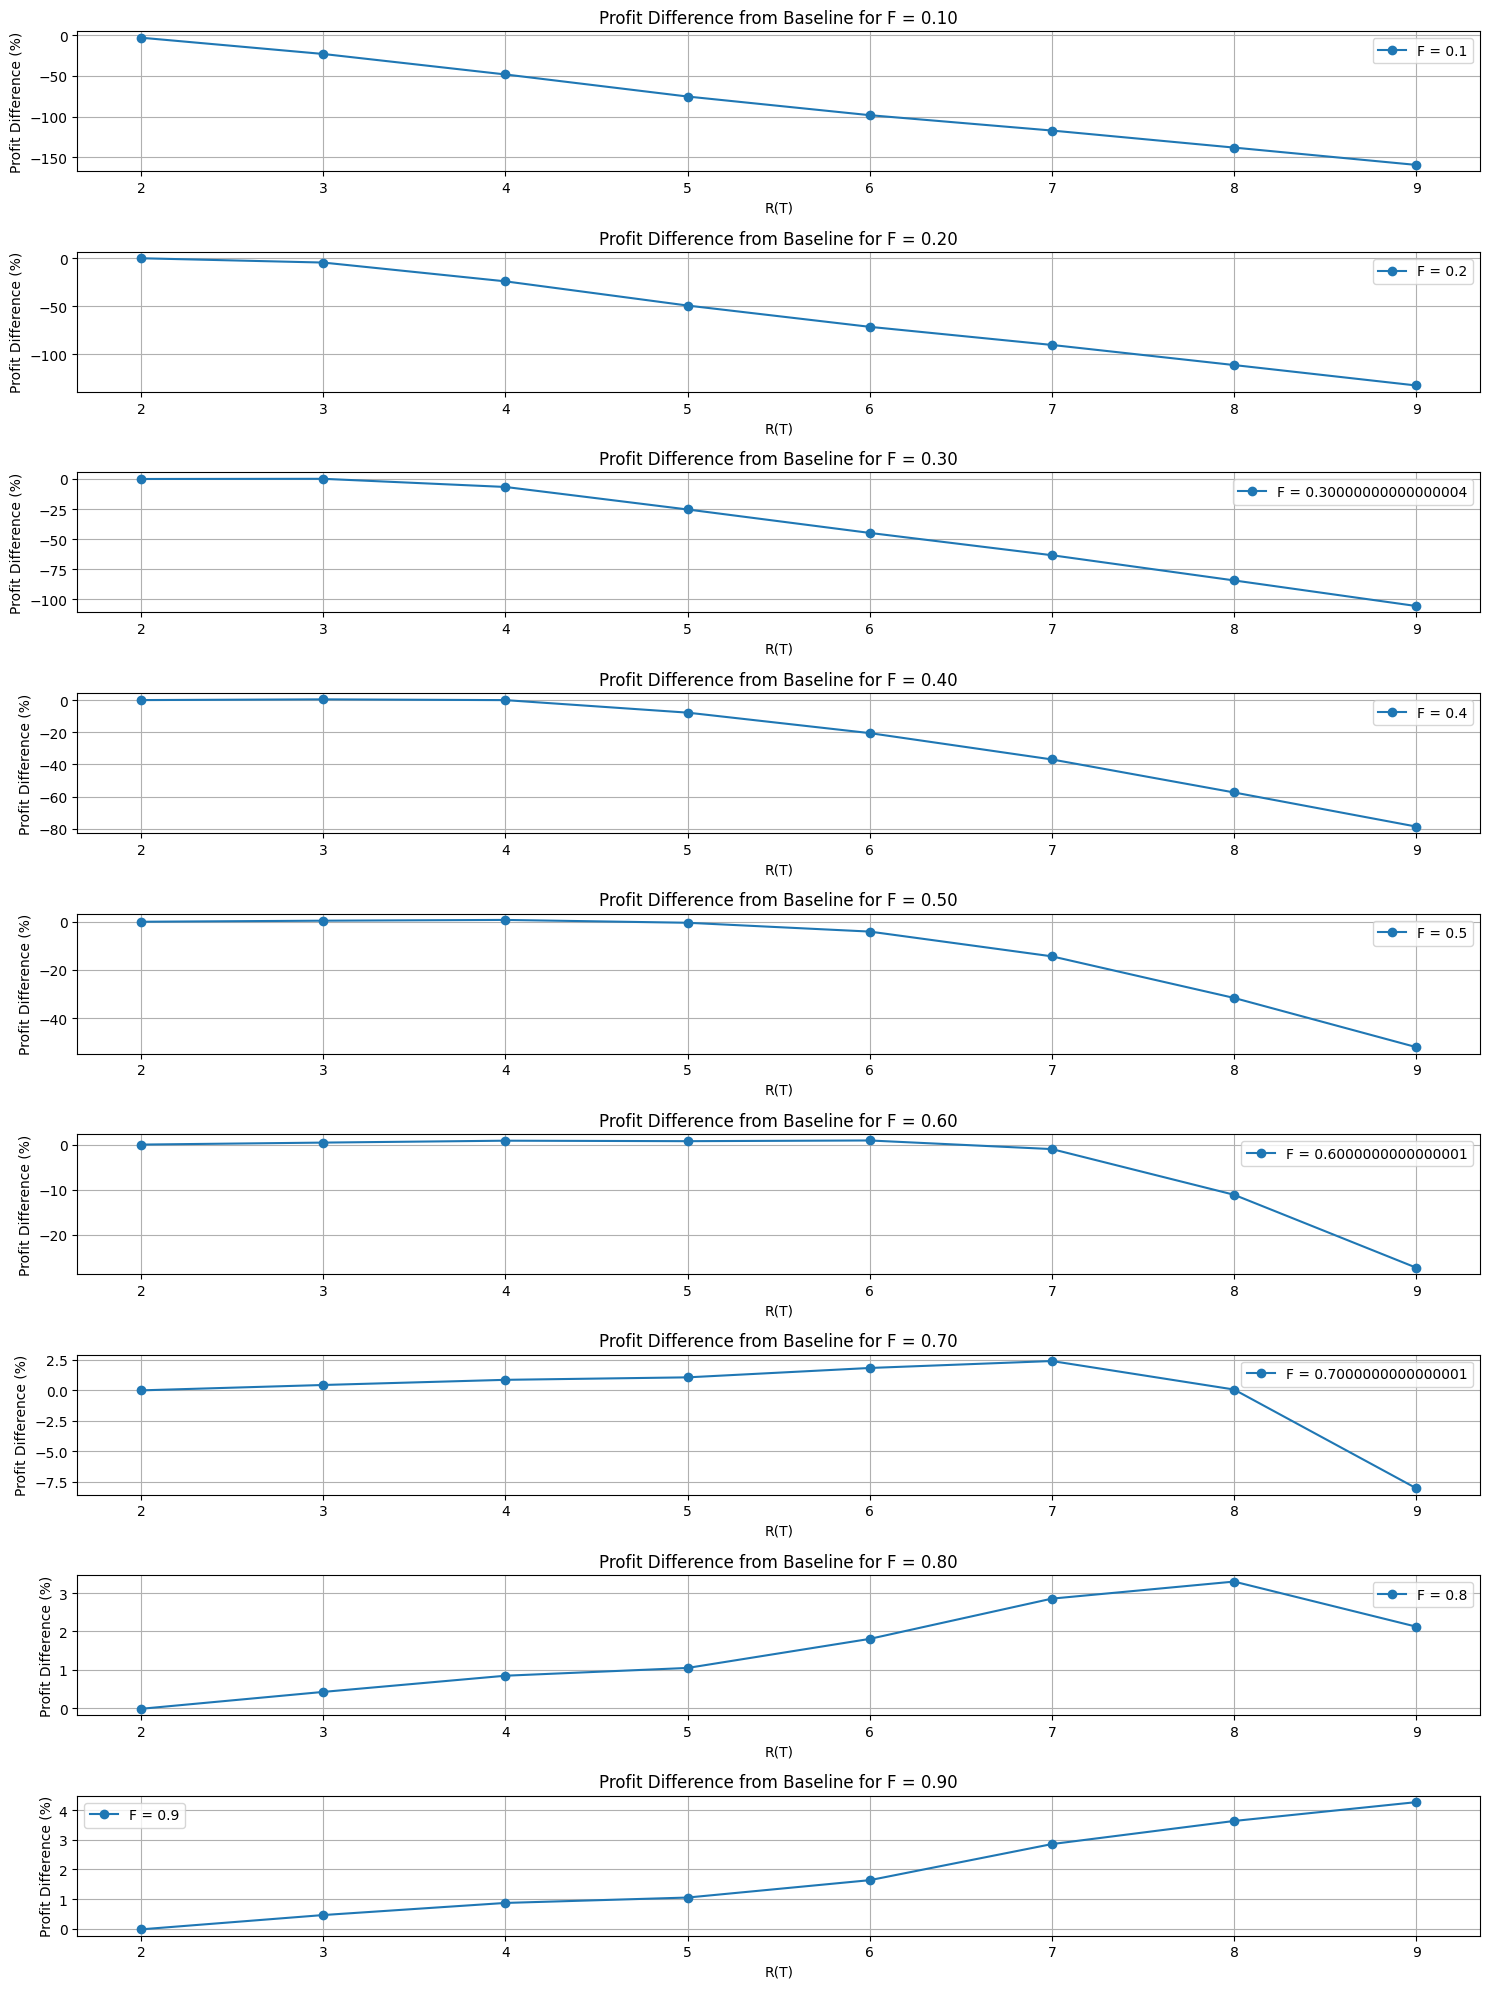 Profit Difference from Baseline for F = 0.10
Profit Difference (%)
0
−50
−100
−150
F = 0.1
2 3 4 5 6 7 8 9
R(T)
Profit Difference from Baseline for F = 0.20
Profit Difference (%)
0
−50
−100
F = 0.2
2 3 4 5 6 7 8 9
R(T)
Profit Difference from Baseline for F = 0.30
Profit Difference (%)
0
−25
−50
−75
−100
F = 0.30000000000000004
2 3 4 5 6 7 8 9
R(T)
Profit Difference from Baseline for F = 0.40
Profit Difference (%)
0
−20
−40
−60
−80
F = 0.4
2 3 4 5 6 7 8 9
R(T)
Profit Difference from Baseline for F = 0.50
Profit Difference (%)
0
−20
−40
F = 0.5
2 3 4 5 6 7 8 9
R(T)
Profit Difference from Baseline for F = 0.60
Profit Difference (%)
0
−10
−20
F = 0.6000000000000001
2 3 4 5 6 7 8 9
R(T)
Profit Difference from Baseline for F = 0.70
Profit Difference (%)
2.5
0.0
−2.5
−5.0
−7.5
F = 0.7000000000000001
2 3 4 5 6 7 8 9
R(T)
Profit Difference from Baseline for F = 0.80
Profit Difference (%)
3
2
1
0
F = 0.8
2 3 4 5 6 7 8 9
R(T)
Profit Difference from Baseline for F = 0.90
Profit Difference (%)
4
3
2
1
0
F = 0.9
2 3 4 5 6 7 8 9
R(T)